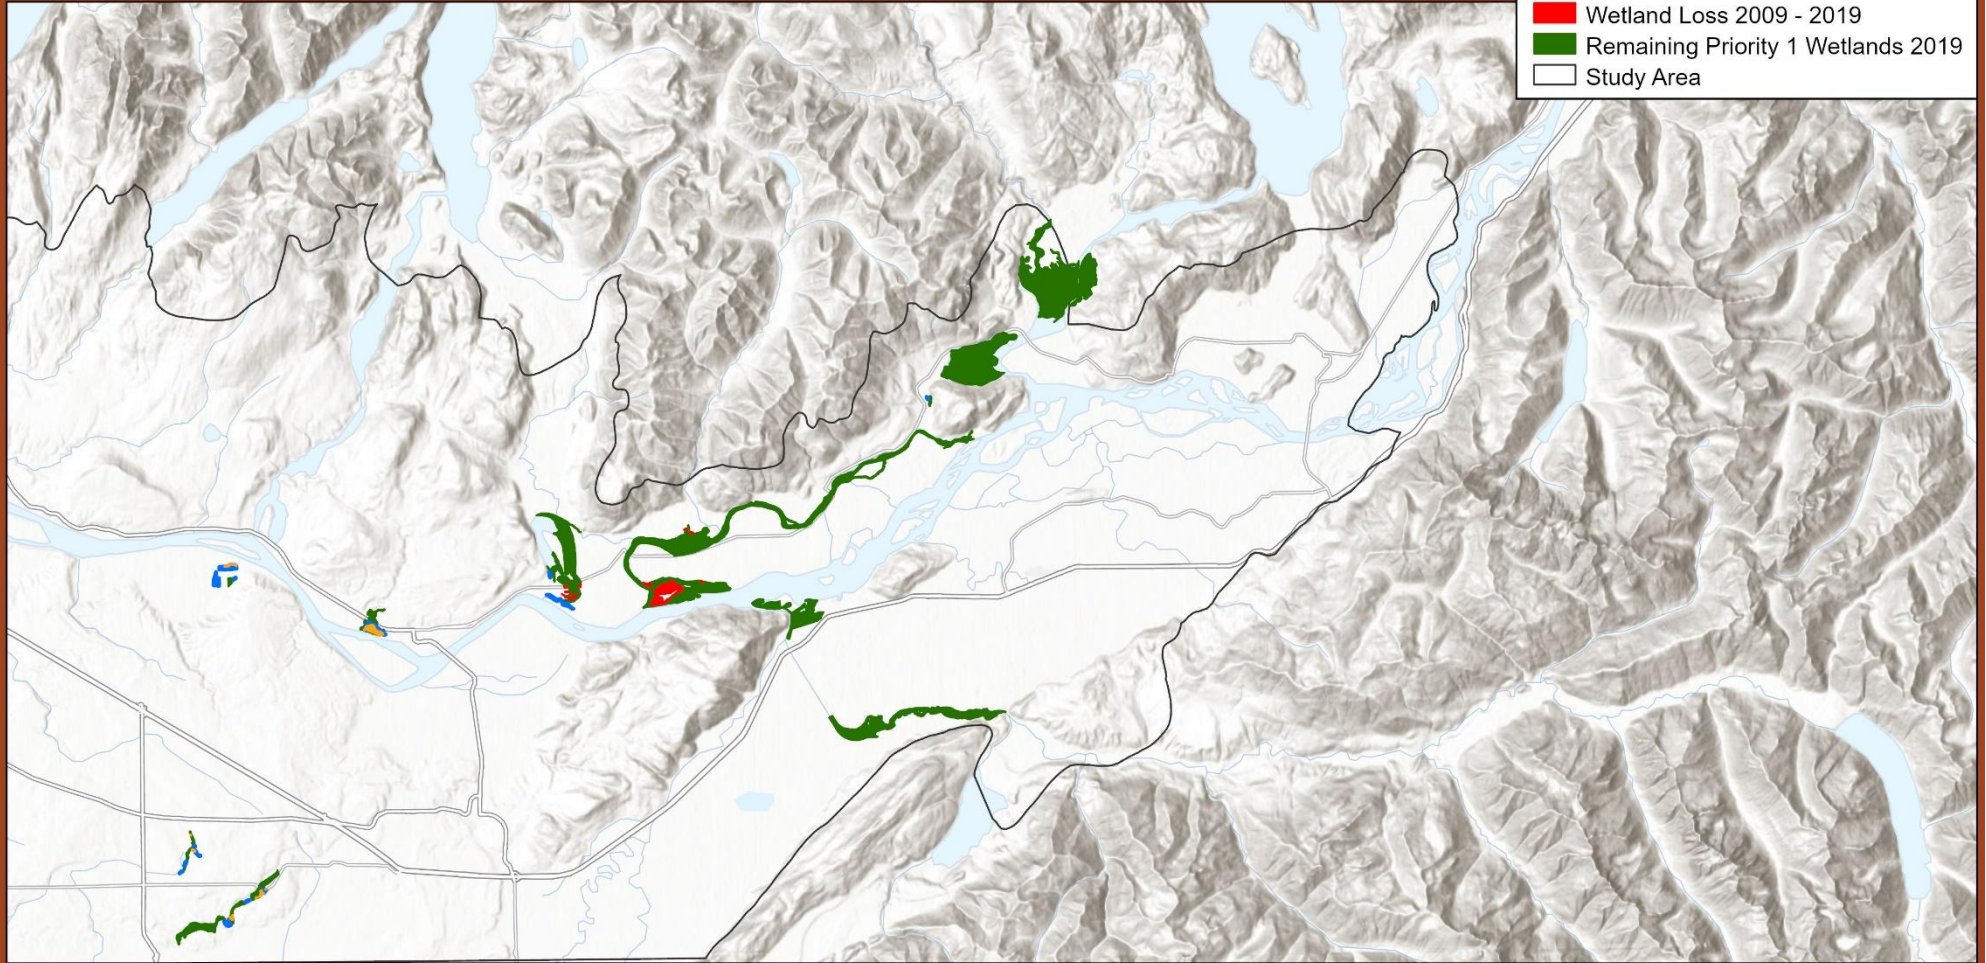 Wetland Loss 2009 - 2019
Remaining Priority 1 Wetlands 2019
Study Area